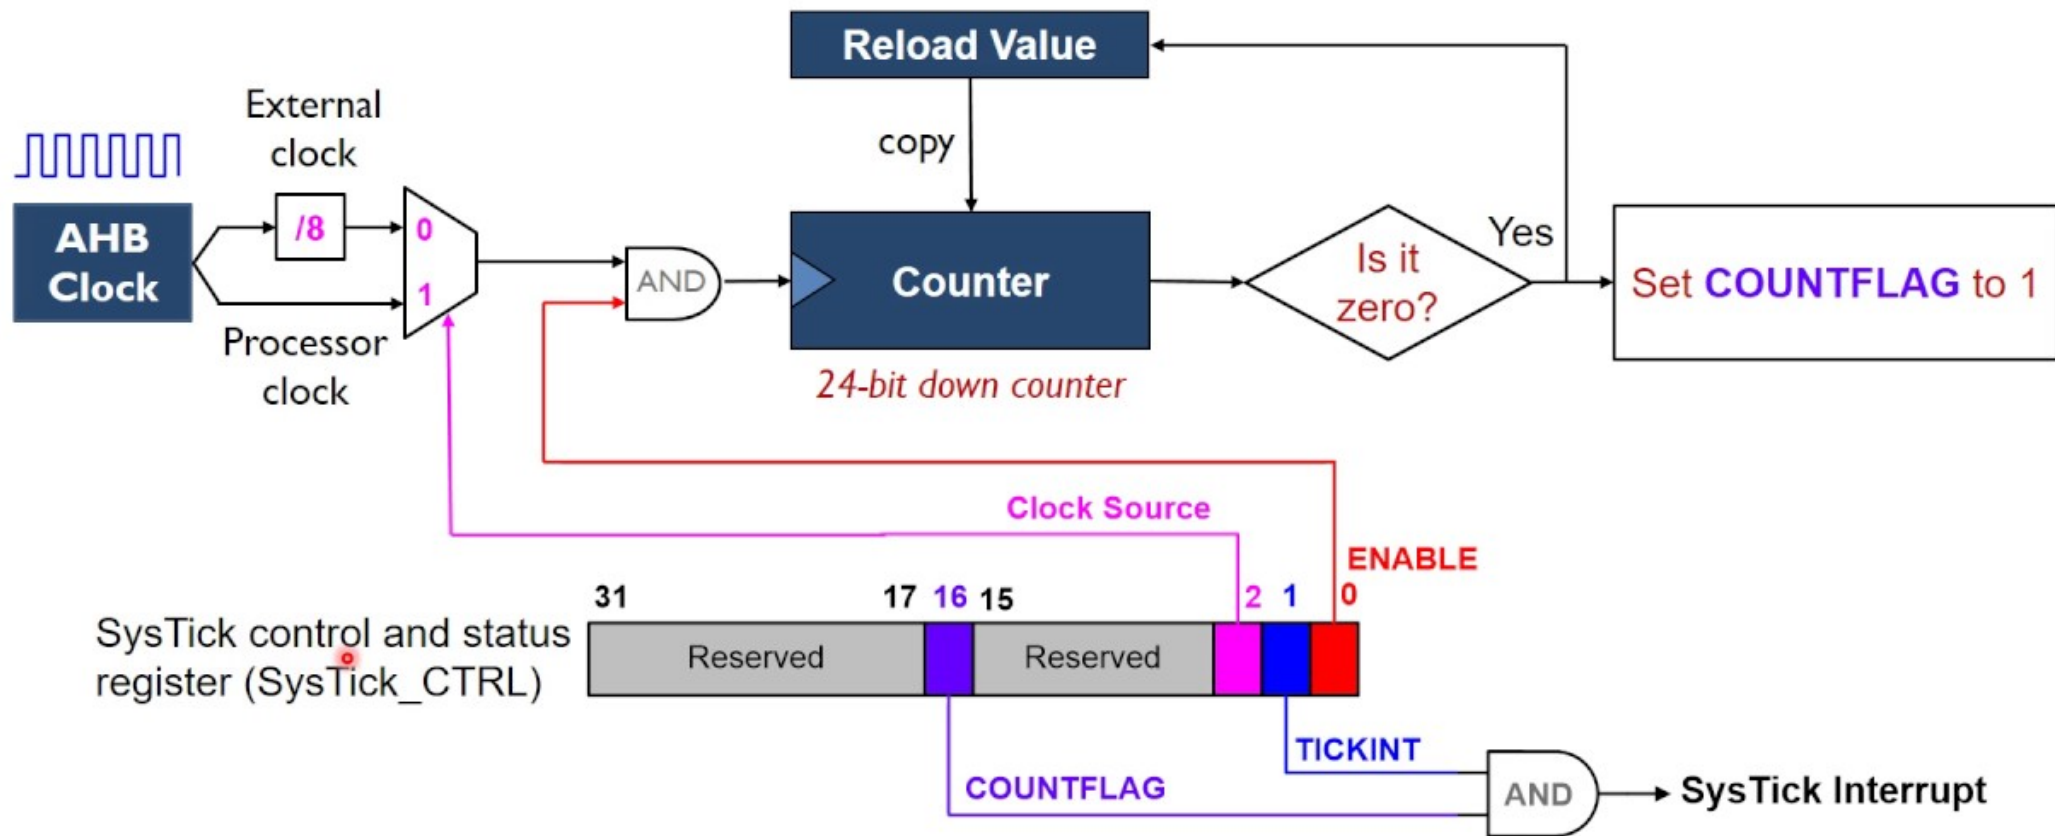 Reload Value
External
clock
copy
AHB
Clock
/8
0
1
Processor
clock
AND
Counter
24-bit down counter
Is it
zero?
Yes
Set COUNTFLAG to 1
Clock Source
ENABLE
31 17 16 15 2 1 0
SysTick control and status
register (SysTick_CTRL)
Reserved
Reserved
TICKINT
COUNTFLAG
AND
SysTick Interrupt